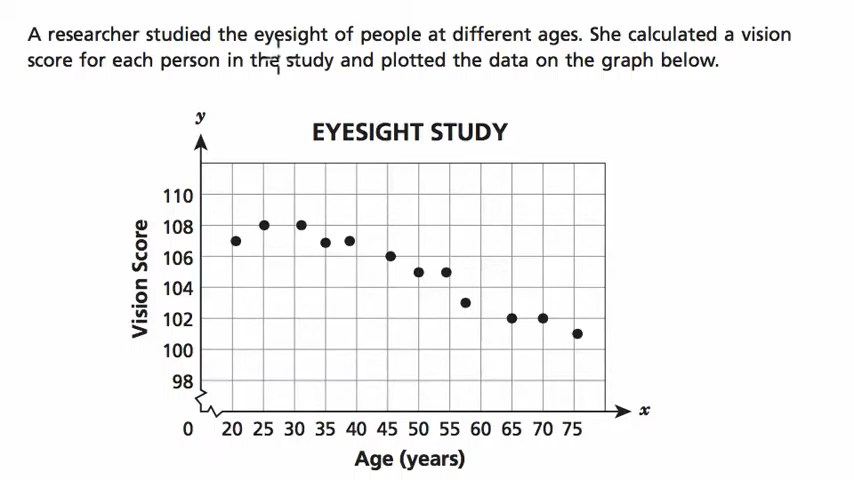 A researcher studied the eyesight of people at different ages. She calculated a vision
score for each person in the study and plotted the data on the graph below.
y
EYESIGHT STUDY
110
108
106
104
102
100
98
Vision Score
0 20 25 30 35 40 45 50 55 60 65 70 75
x
Age (years)